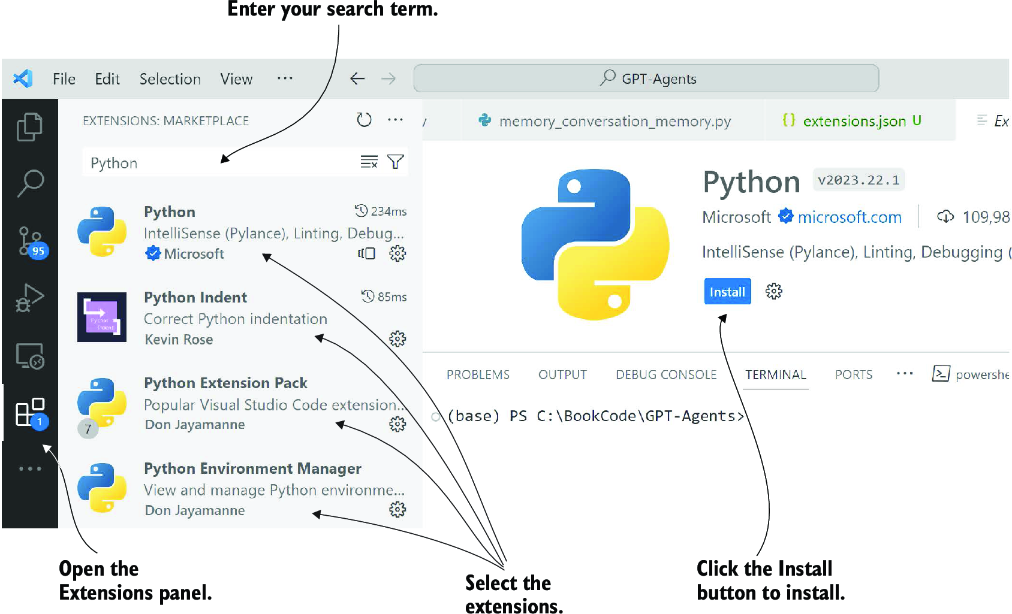 Enter your search term.
File Edit Selection View ···
GPT-Agents
EXTENSIONS: MARKETPLACE
Python
Python 234ms
IntelliSense (Pylance), Linting, Debug...
Microsoft
Python Indent 85ms
Correct Python indentation
Kevin Rose
Python Extension Pack
Popular Visual Studio Code extension...
Don Jayamanne
7
Python Environment Manager
View and manage Python environme...
Don Jayamanne
95
1
memory_conversation_memory.py
{} extensions.json U
Ex
Python v2023.22.1
Microsoft microsoft.com 109,98
IntelliSense (Pylance), Linting, Debugging (
Install
PROBLEMS OUTPUT DEBUG CONSOLE TERMINAL PORTS ··· powershe
(base) PS C:\BookCode\GPT-Agents>
Open the
Extensions panel.
Select the
extensions.
Click the Install
button to install.